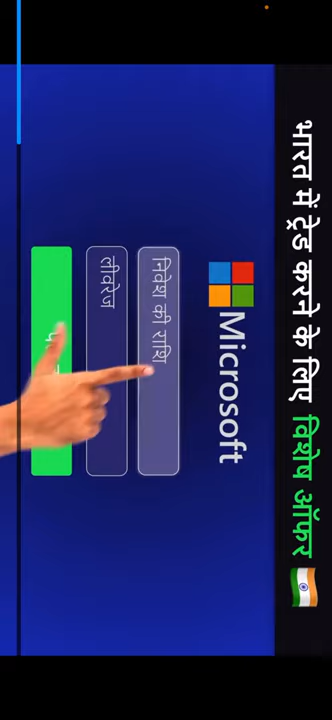 भारत में ट्रेड करने के लिए विशेष ऑफर
Microsoft
निवेश की राशि
लीवरेज